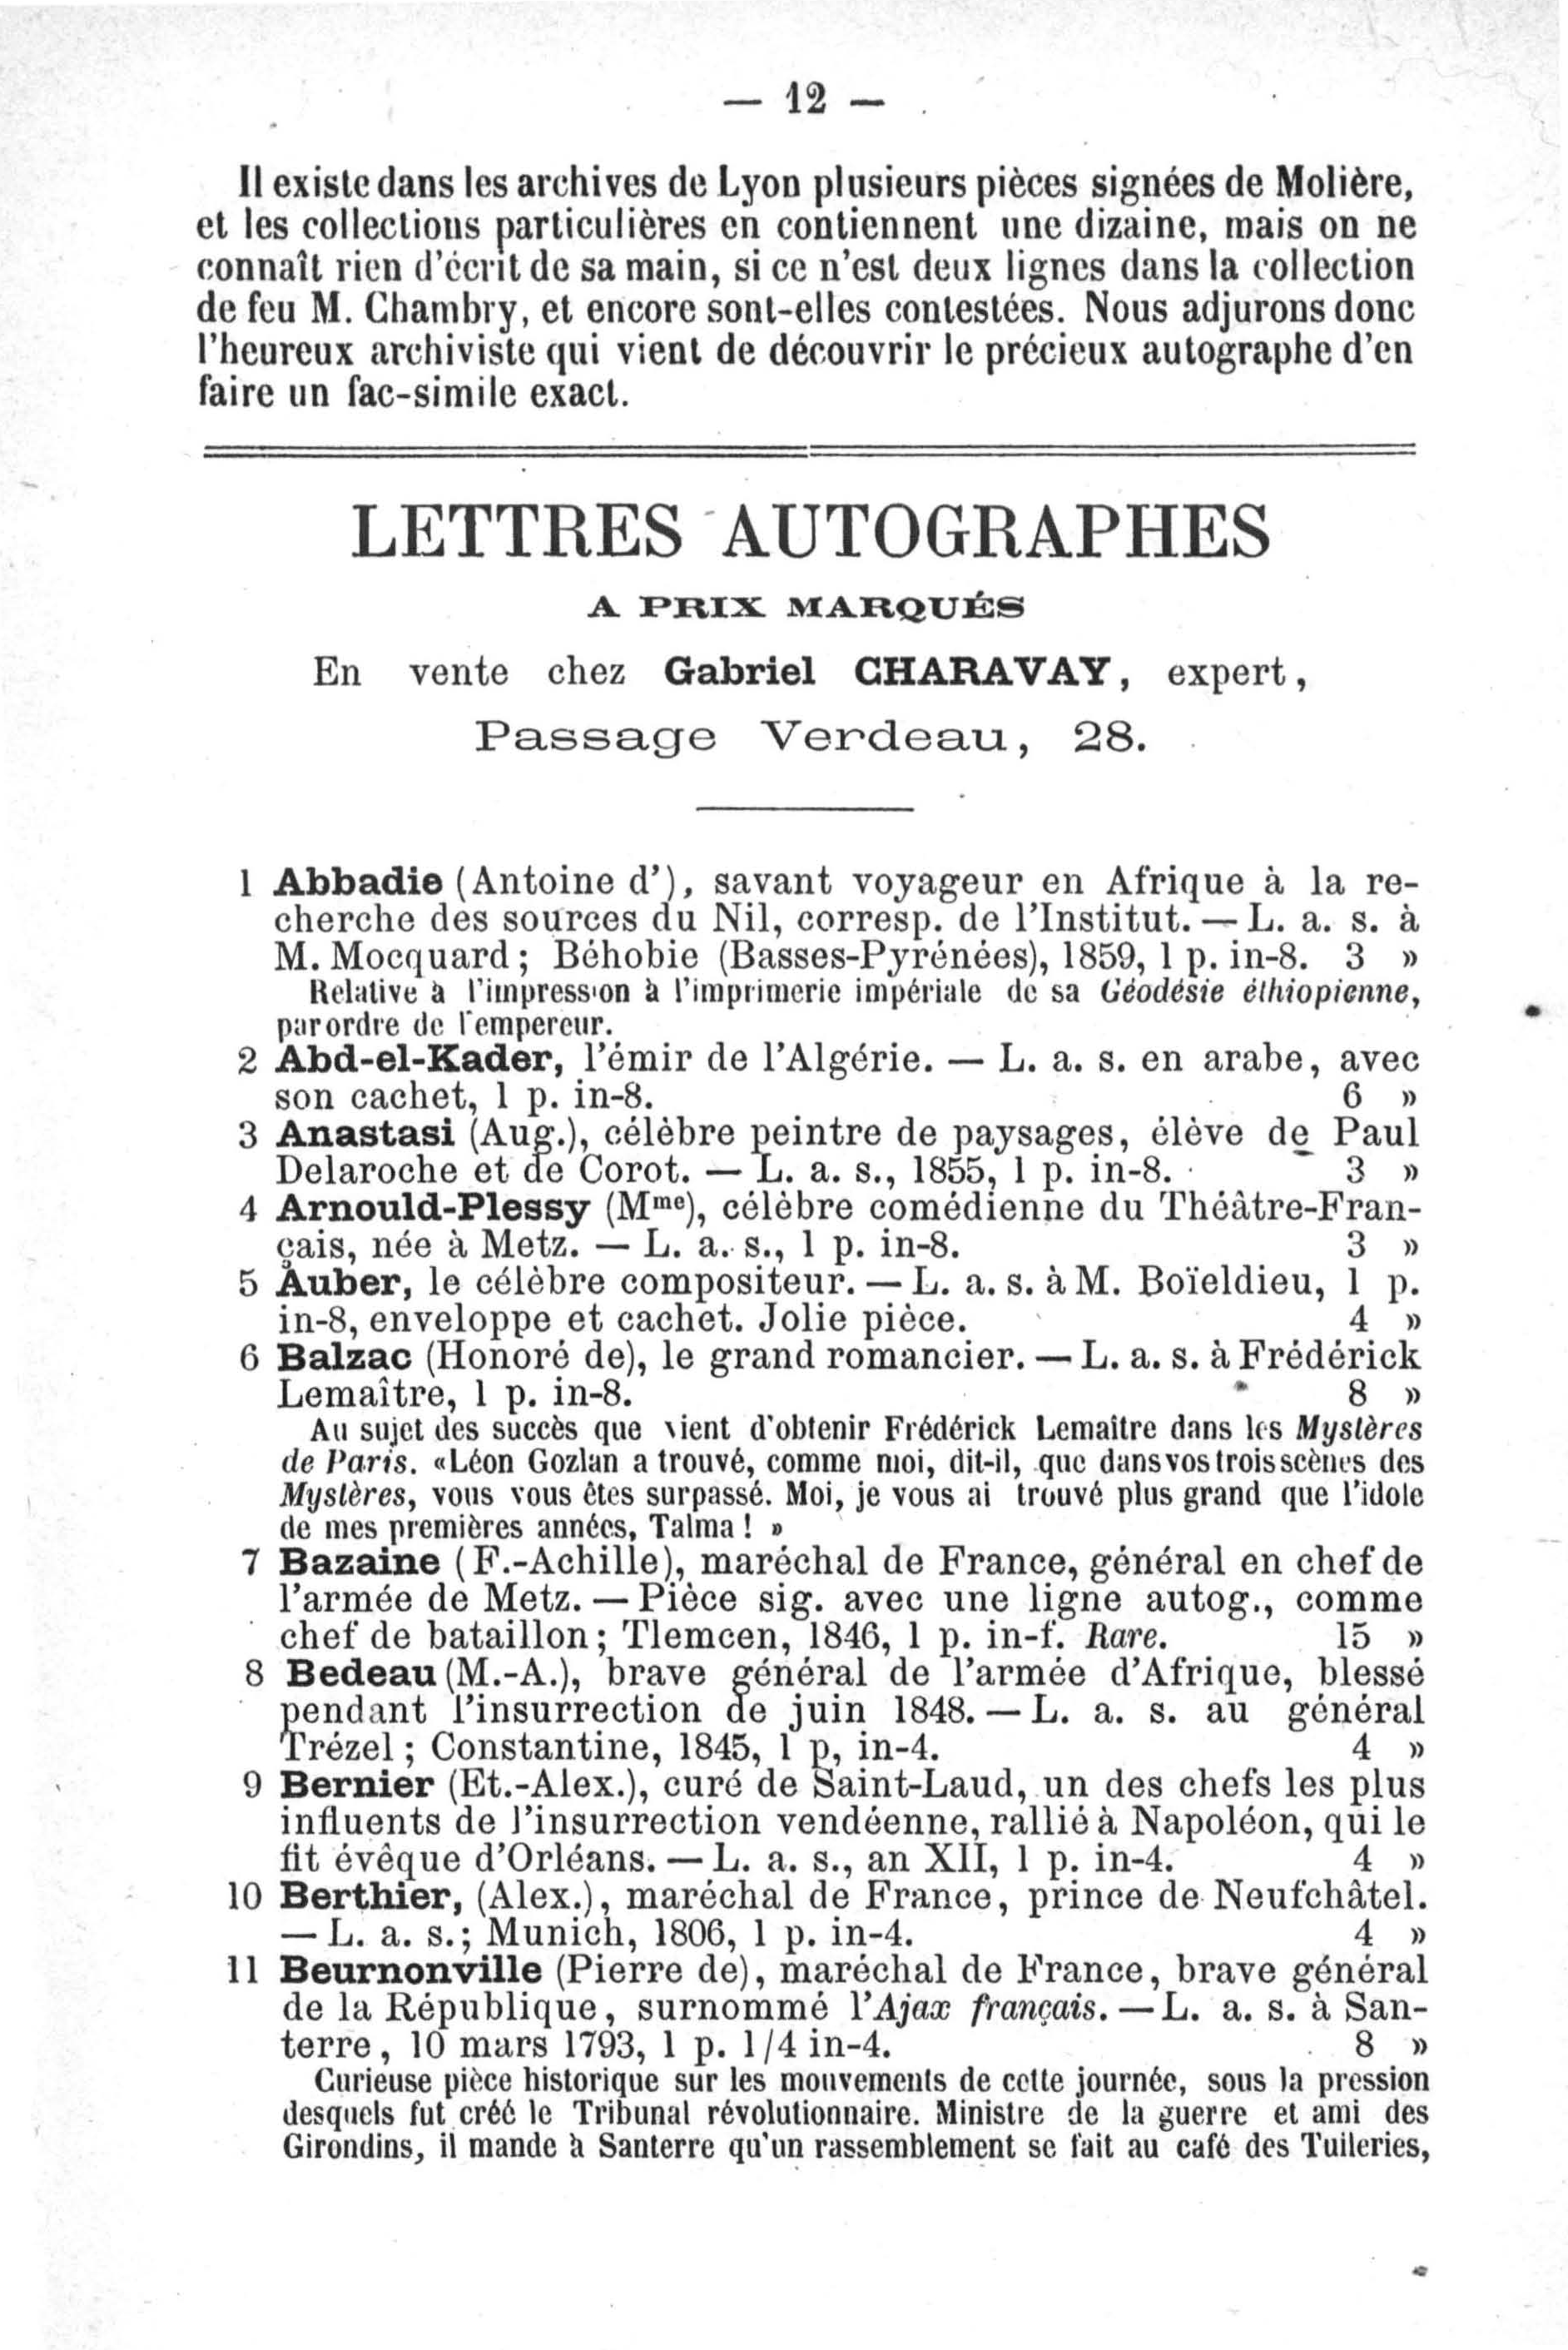 — 12 —
Il existe dans les archives de Lyon plusieurs pièces signées de Molière,
et les collections particulières en contiennent une dizaine, mais on ne
connaît rien d'écrit de sa main, si ce n'est deux lignes dans la collection
de feu M. Chambry, et encore sont-elles contestées. Nous adjurons donc
l'heureux archiviste qui vient de découvrir le précieux autographe d'en
faire un fac-simile exact.
LETTRES AUTOGRAPHES
A PRIX MARQUÉS
En vente chez Gabriel CHARAVAY, expert,
Passage Verdeau, 28.
1 Abbadie (Antoine d'), savant voyageur en Afrique à la re-
cherche des sources du Nil, corresp. de l'Institut. — L. a. s. à
M. Mocquard ; Béhobie (Basses-Pyrénées), 1859, 1 p. in-8. 3 »
Relative à l'impression à l'imprimerie impériale de sa Géodésie éthiopienne,
par ordre de l'empereur.
2 Abd-el-Kader, l'émir de l'Algérie. — L. a. s. en arabe, avec
son cachet, 1 p. in-8. 6 »
3 Anastasi (Aug.), célèbre peintre de paysages, élève de Paul
Delaroche et de Corot. — L. a. s., 1855, 1 p. in-8. 3 »
4 Arnould-Plessy (Mme), célèbre comédienne du Théâtre-Fran-
çais, née à Metz. — L. a. s., 1 p. in-8. 3 »
5 Auber, le célèbre compositeur. — L. a. s. à M. Boïeldieu, 1 p.
in-8, enveloppe et cachet. Jolie pièce. 4 »
6 Balzac (Honoré de), le grand romancier. — L. a. s. à Frédérick
Lemaître, 1 p. in-8. 8 »
Au sujet des succès que vient d'obtenir Frédérick Lemaître dans les Mystères
de Paris. «Léon Gozlan a trouvé, comme moi, dit-il, que dans vos trois scènes des
Mystères, vous vous êtes surpassé. Moi, je vous ai trouvé plus grand que l'idole
de mes premières années, Talma ! »
7 Bazaine (F.-Achille), maréchal de France, général en chef de
l'armée de Metz. — Pièce sig. avec une ligne autog., comme
chef de bataillon ; Tlemcen, 1846, 1 p. in-f. Rare. 15 »
8 Bedeau (M.-A.), brave général de l'armée d'Afrique, blessé
pendant l'insurrection de juin 1848. — L. a. s. au général
Trézel ; Constantine, 1845, 1 p, in-4. 4 »
9 Bernier (Et.-Alex.), curé de Saint-Laud, un des chefs les plus
influents de l'insurrection vendéenne, rallié à Napoléon, qui le
fit évêque d'Orléans. — L. a. s., an XII, 1 p. in-4. 4 »
10 Berthier, (Alex.), maréchal de France, prince de Neufchâtel.
— L. a. s. ; Munich, 1806, 1 p. in-4. 4 »
11 Beurnonville (Pierre de), maréchal de France, brave général
de la République, surnommé l'Ajax français. — L. a. s. à San-
terre, 10 mars 1793, 1 p. 1/4 in-4. 8 »
Curieuse pièce historique sur les mouvements de cette journée, sous la pression
desquels fut créé le Tribunal révolutionnaire. Ministre de la guerre et ami des
Girondins, il mande à Santerre qu'un rassemblement se fait au café des Tuileries,